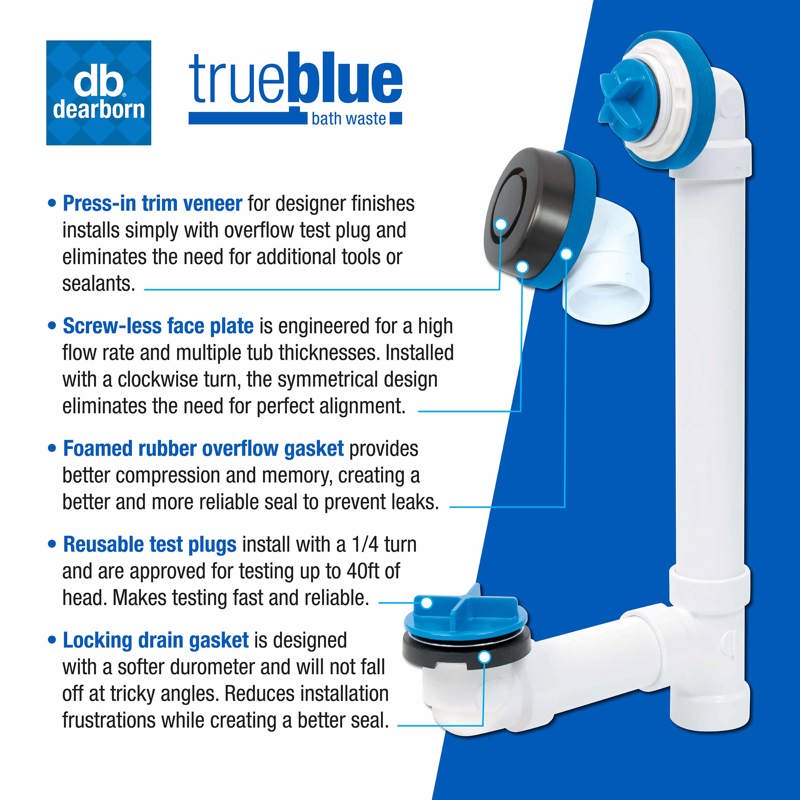 db®
dearborn
trueblue
bath waste
• Press-in trim veneer for designer finishes
installs simply with overflow test plug and
eliminates the need for additional tools or
sealants.
• Screw-less face plate is engineered for a high
flow rate and multiple tub thicknesses. Installed
with a clockwise turn, the symmetrical design
eliminates the need for perfect alignment.
• Foamed rubber overflow gasket provides
better compression and memory, creating a
better and more reliable seal to prevent leaks.
• Reusable test plugs install with a 1/4 turn
and are approved for testing up to 40ft of
head. Makes testing fast and reliable.
• Locking drain gasket is designed
with a softer durometer and will not fall
off at tricky angles. Reduces installation
frustrations while creating a better seal.